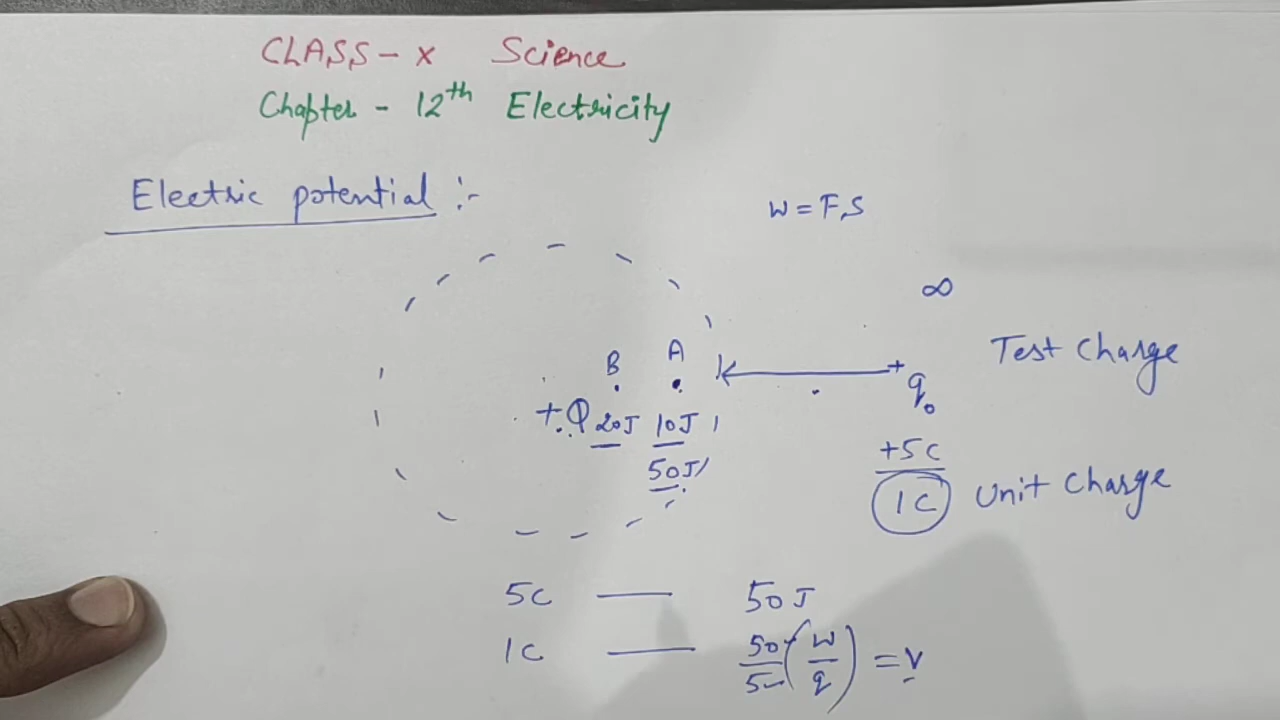 CLASS - X Science
Chapter - 12th Electricity
Electric potential :-
W = F.S
∞
B A
Test Charge
+q₀
+Q 20J 10J
+5C
50J
1C Unit Charge
5C — 50J
1C — 50/5 (W/q) = V